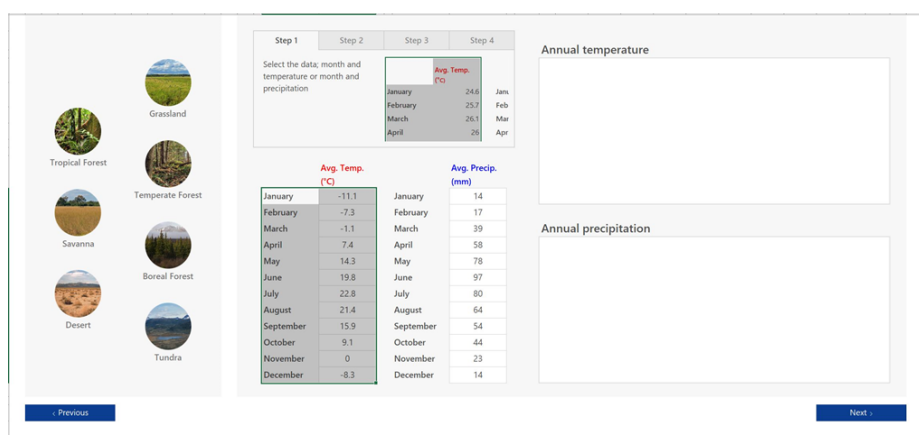 Grassland
Tropical Forest
Temperate Forest
Savanna
Boreal Forest
Desert
Tundra
Step 1 Step 2 Step 3 Step 4
Select the data; month and
temperature or month and
precipitation
Avg. Temp.
(°C)
January 24.6 Janu
February 25.7 Feb
March 26.1 Mar
April 26 Apr
Avg. Temp. Avg. Precip.
(°C) (mm)
January -11.1 January 14
February -7.3 February 17
March -1.1 March 39
April 7.4 April 58
May 14.3 May 78
June 19.8 June 97
July 22.8 July 80
August 21.4 August 64
September 15.9 September 54
October 9.1 October 44
November 0 November 23
December -8.3 December 14
Annual temperature
Annual precipitation
‹ Previous
Next ›